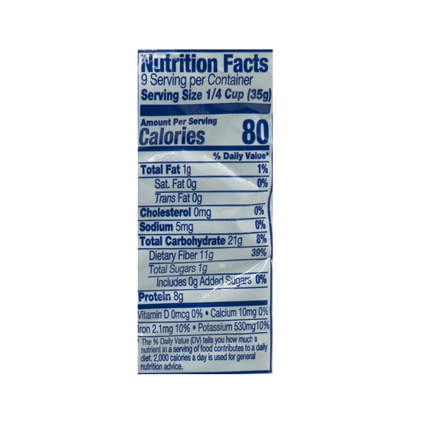 Nutrition Facts
9 Serving per Container
Serving Size 1/4 Cup (35g)
Amount Per Serving
Calories 80
% Daily Value*
Total Fat 1g 1%
Sat. Fat 0g 0%
Trans Fat 0g
Cholesterol 0mg 0%
Sodium 5mg 0%
Total Carbohydrate 21g 8%
Dietary Fiber 11g 39%
Total Sugars 1g
Includes 0g Added Sugars 0%
Protein 8g
Vitamin D 0mcg 0% • Calcium 10mg 0%
Iron 2.1mg 10% • Potassium 530mg10%
* The % Daily Value (DV) tells you how much a
nutrient in a serving of food contributes to a daily
diet. 2,000 calories a day is used for general
nutrition advice.